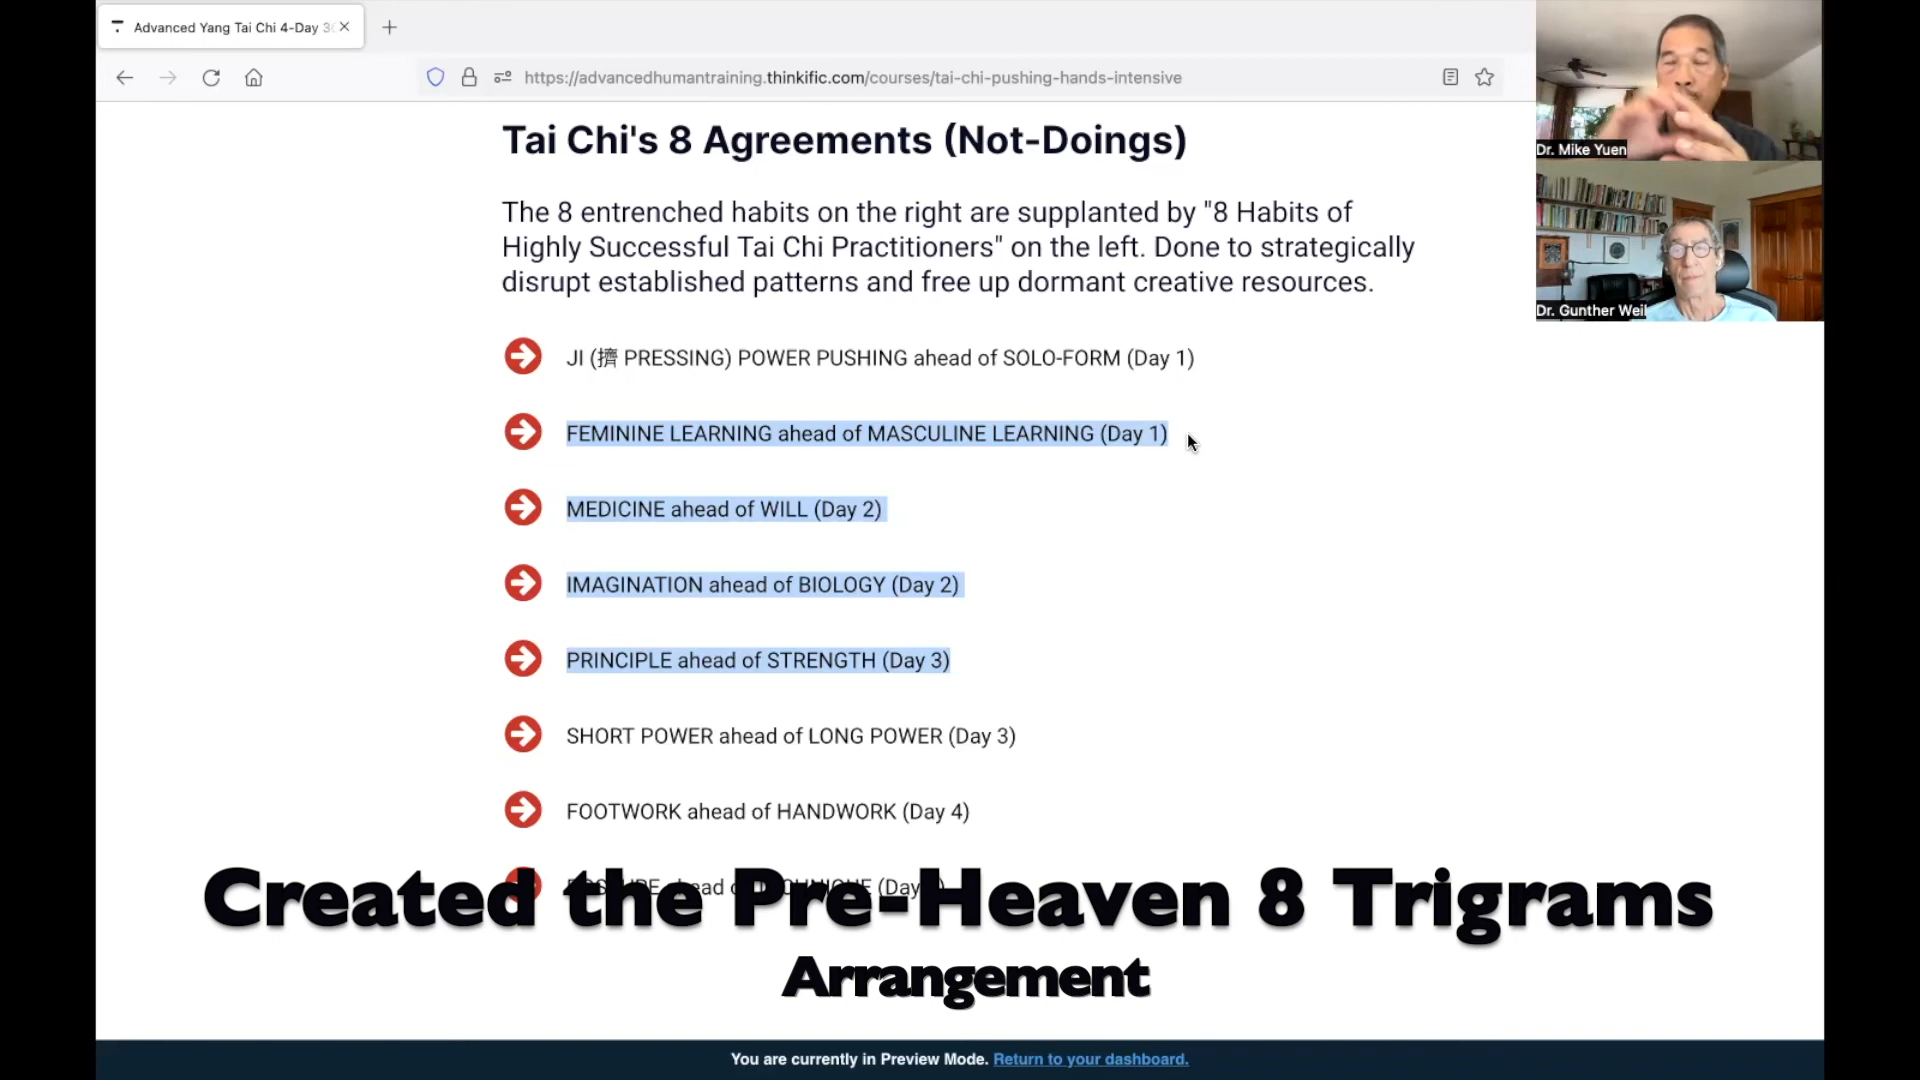 Advanced Yang Tai Chi 4-Day
https://advancedhumantraining.thinkific.com/courses/tai-chi-pushing-hands-intensive
Dr. Mike Yuen
Dr. Gunther Weil
Tai Chi's 8 Agreements (Not-Doings)
The 8 entrenched habits on the right are supplanted by "8 Habits of
Highly Successful Tai Chi Practitioners" on the left. Done to strategically
disrupt established patterns and free up dormant creative resources.
JI (擠 PRESSING) POWER PUSHING ahead of SOLO-FORM (Day 1)
FEMININE LEARNING ahead of MASCULINE LEARNING (Day 1)
MEDICINE ahead of WILL (Day 2)
IMAGINATION ahead of BIOLOGY (Day 2)
PRINCIPLE ahead of STRENGTH (Day 3)
SHORT POWER ahead of LONG POWER (Day 3)
FOOTWORK ahead of HANDWORK (Day 4)
Created the Pre-Heaven 8 Trigrams
Arrangement
You are currently in Preview Mode. Return to your dashboard.